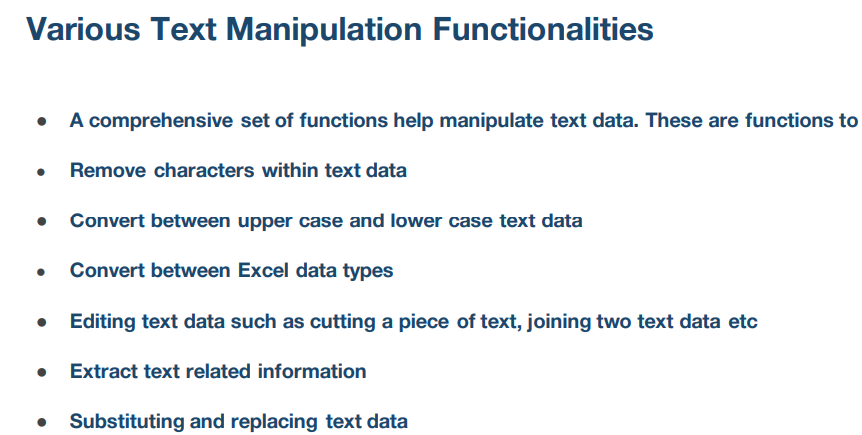 Various Text Manipulation Functionalities
● A comprehensive set of functions help manipulate text data. These are functions to
● Remove characters within text data
● Convert between upper case and lower case text data
● Convert between Excel data types
● Editing text data such as cutting a piece of text, joining two text data etc
● Extract text related information
● Substituting and replacing text data